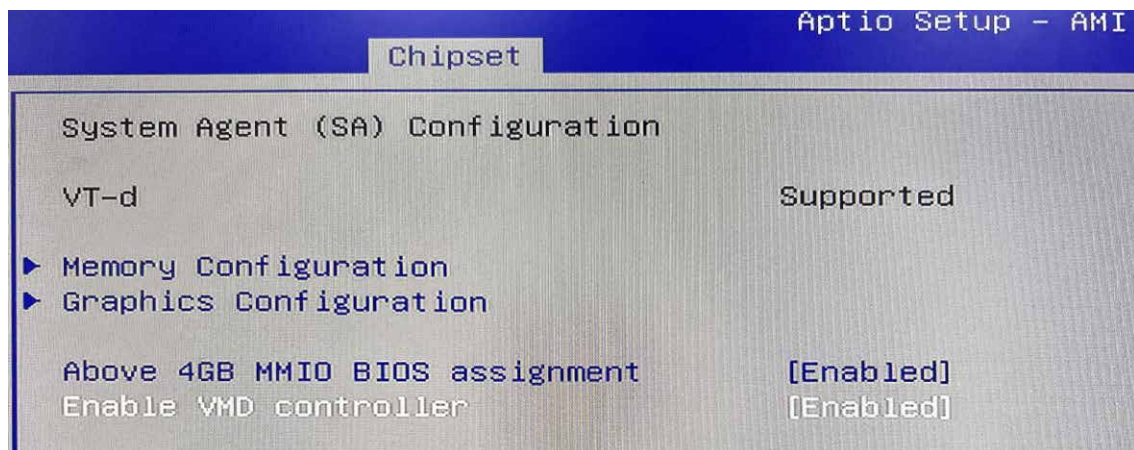 Aptio Setup – AMI
Chipset
System Agent (SA) Configuration
VT-d Supported
Memory Configuration
Graphics Configuration
Above 4GB MMIO BIOS assignment [Enabled]
Enable VMD controller [Enabled]